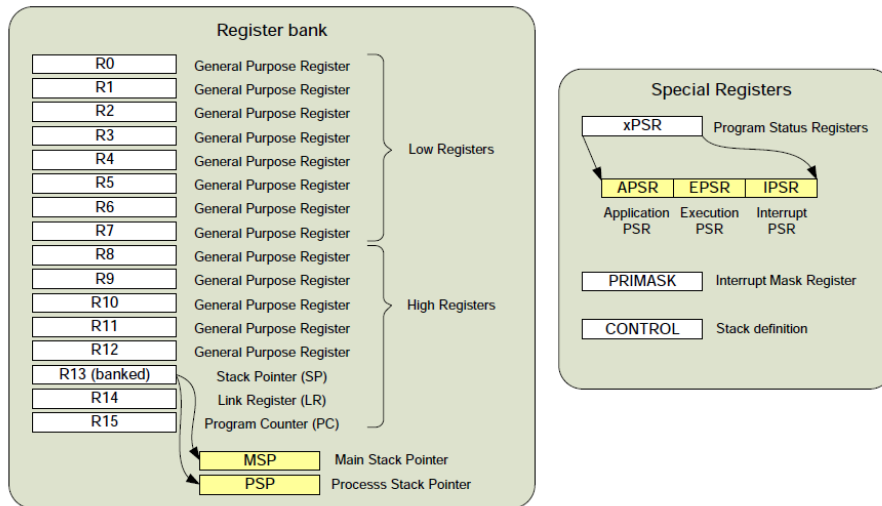 Register bank
R0 General Purpose Register
R1 General Purpose Register
R2 General Purpose Register
R3 General Purpose Register
Low Registers
R4 General Purpose Register
R5 General Purpose Register
R6 General Purpose Register
R7 General Purpose Register
R8 General Purpose Register
R9 General Purpose Register
R10 General Purpose Register
High Registers
R11 General Purpose Register
R12 General Purpose Register
R13 (banked) Stack Pointer (SP)
R14 Link Register (LR)
R15 Program Counter (PC)
MSP Main Stack Pointer
PSP Processs Stack Pointer
Special Registers
xPSR Program Status Registers
APSR EPSR IPSR
Application Execution Interrupt
PSR PSR PSR
PRIMASK Interrupt Mask Register
CONTROL Stack definition